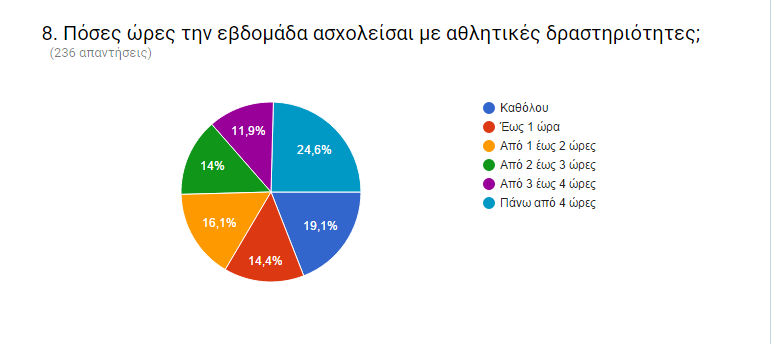 8. Πόσες ώρες την εβδομάδα ασχολείσαι με αθλητικές δραστηριότητες;
(236 απαντήσεις)
11,9%
24,6%
14%
16,1%
19,1%
14,4%
Καθόλου
Έως 1 ώρα
Από 1 έως 2 ώρες
Από 2 έως 3 ώρες
Από 3 έως 4 ώρες
Πάνω από 4 ώρες